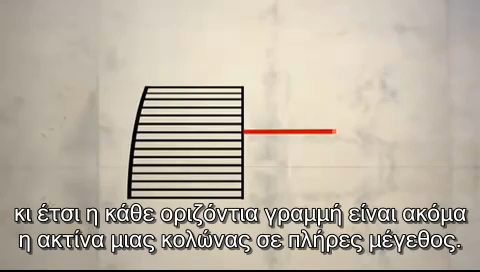 κι έτσι η κάθε οριζόντια γραμμή είναι ακόμα
η ακτίνα μιας κολώνας σε πλήρες μέγεθος.